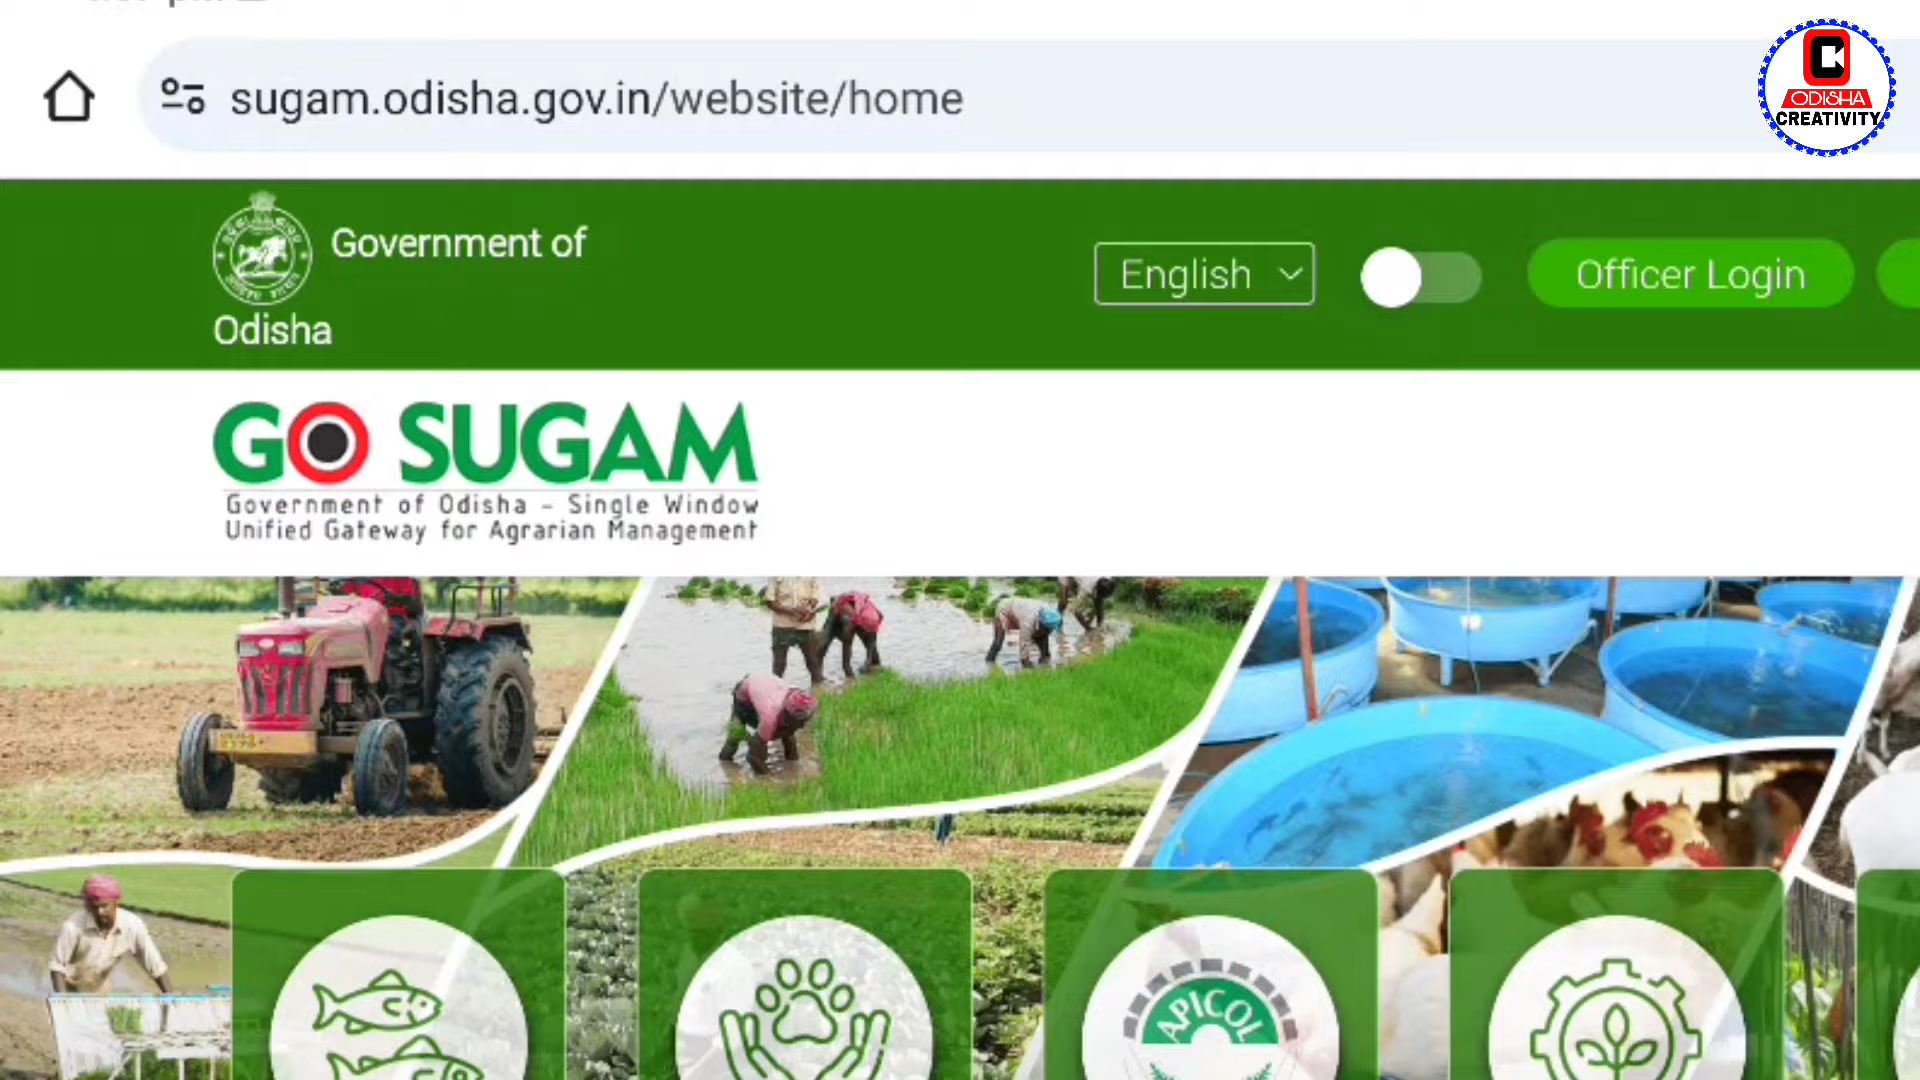 sugam.odisha.gov.in/website/home
ODISHA
CREATIVITY
Government of
Odisha
English
Officer Login
GO SUGAM
Government of Odisha – Single Window
Unified Gateway for Agrarian Management
APICOL